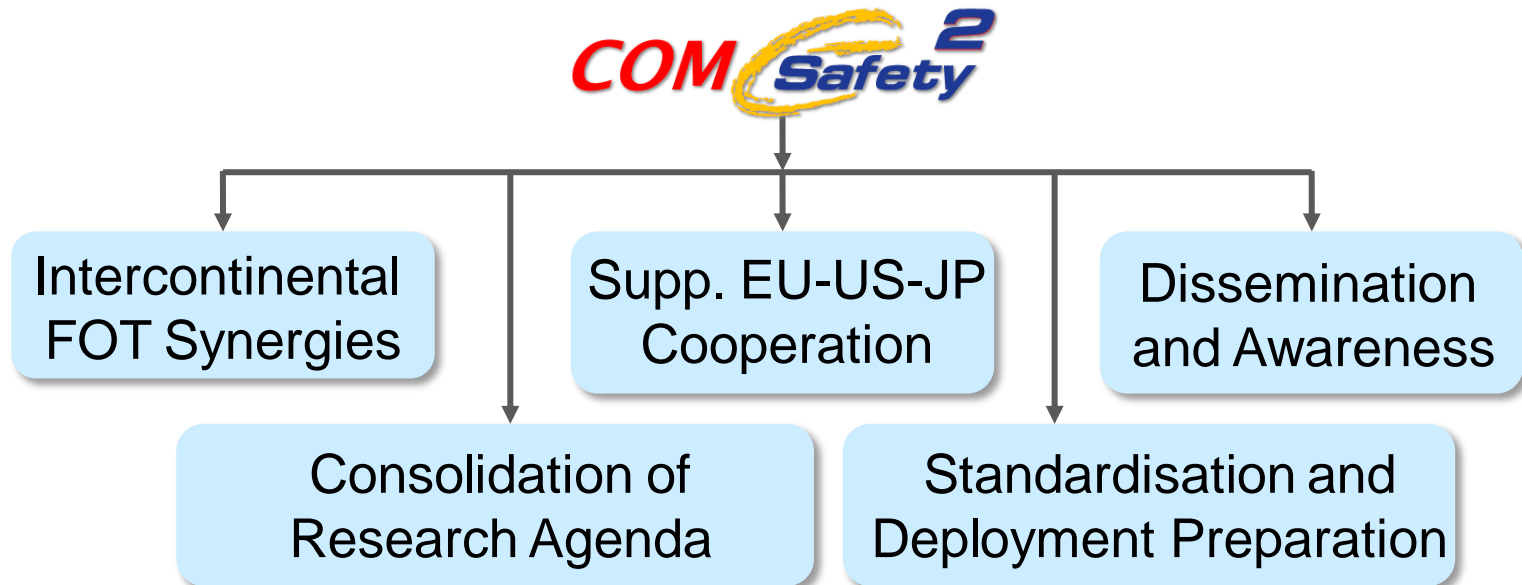 COM Safety 2
Intercontinental
FOT Synergies
Supp. EU-US-JP
Cooperation
Dissemination
and Awareness
Consolidation of
Research Agenda
Standardisation and
Deployment Preparation